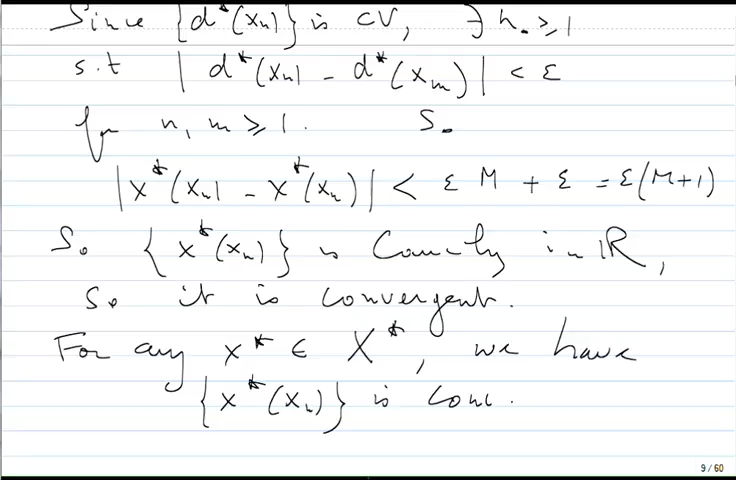 Since {d*(xn)} is CV, ∃ n₀ ≥ 1
s.t | d*(xn) - d*(xm) | < ε
for n, m ≥ 1. So
|x*(xn) - x*(xn)| < ε M + ε = ε(M+1)
So { x*(xn) } is Cauchy in ℝ,
so it is convergent.
For any x* ∈ X*, we have
{ x*(xn) } is conv.
9 / 60